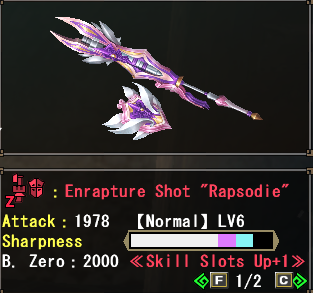 Z : Enrapture Shot "Rapsodie"
Attack : 1978 【Normal】LV6
Sharpness
B. Zero : 2000 ≪Skill Slots Up+1≫
F 1/2 C